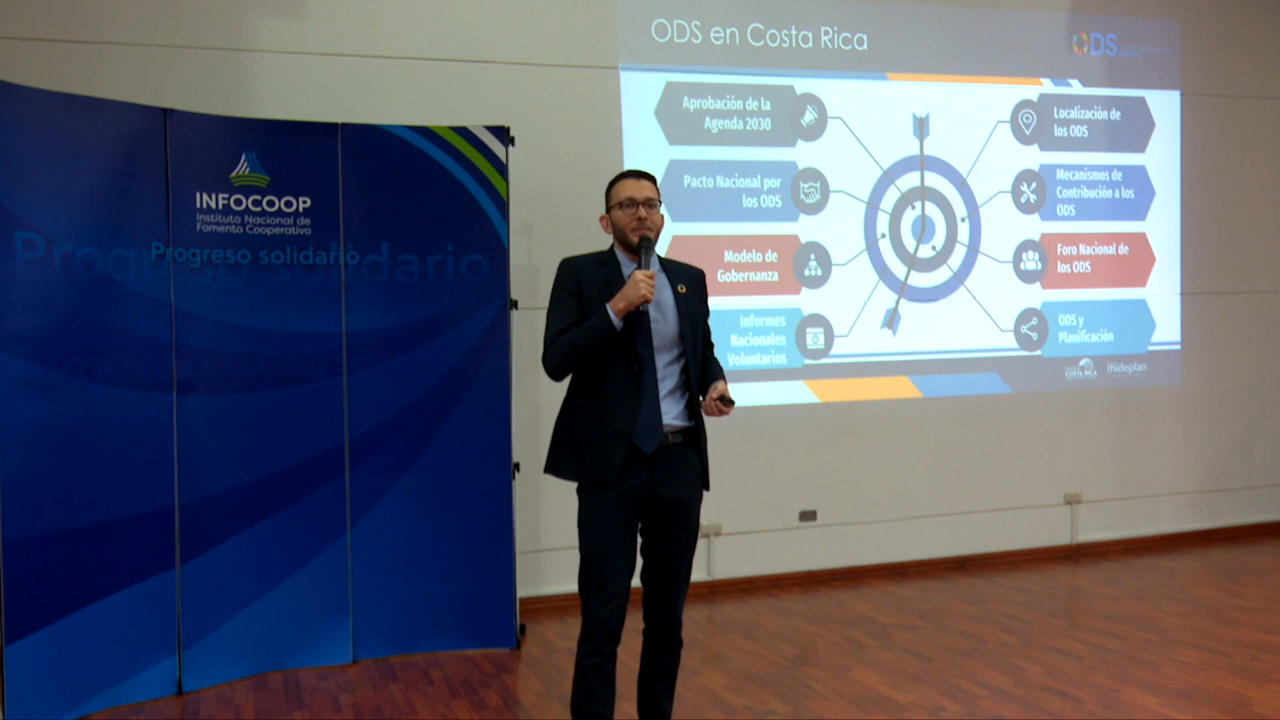 INFOCOOP
Instituto Nacional de
Fomento Cooperativo
Progreso solidario
ODS en Costa Rica
ODS
Aprobación de la
Agenda 2030
Pacto Nacional por
los ODS
Modelo de
Gobernanza
Informes
Nacionales
Voluntarios
Localización de
los ODS
Mecanismos de
Contribución a los
ODS
Foro Nacional de
los ODS
ODS y
Planificación
COSTA RICA
mideplan